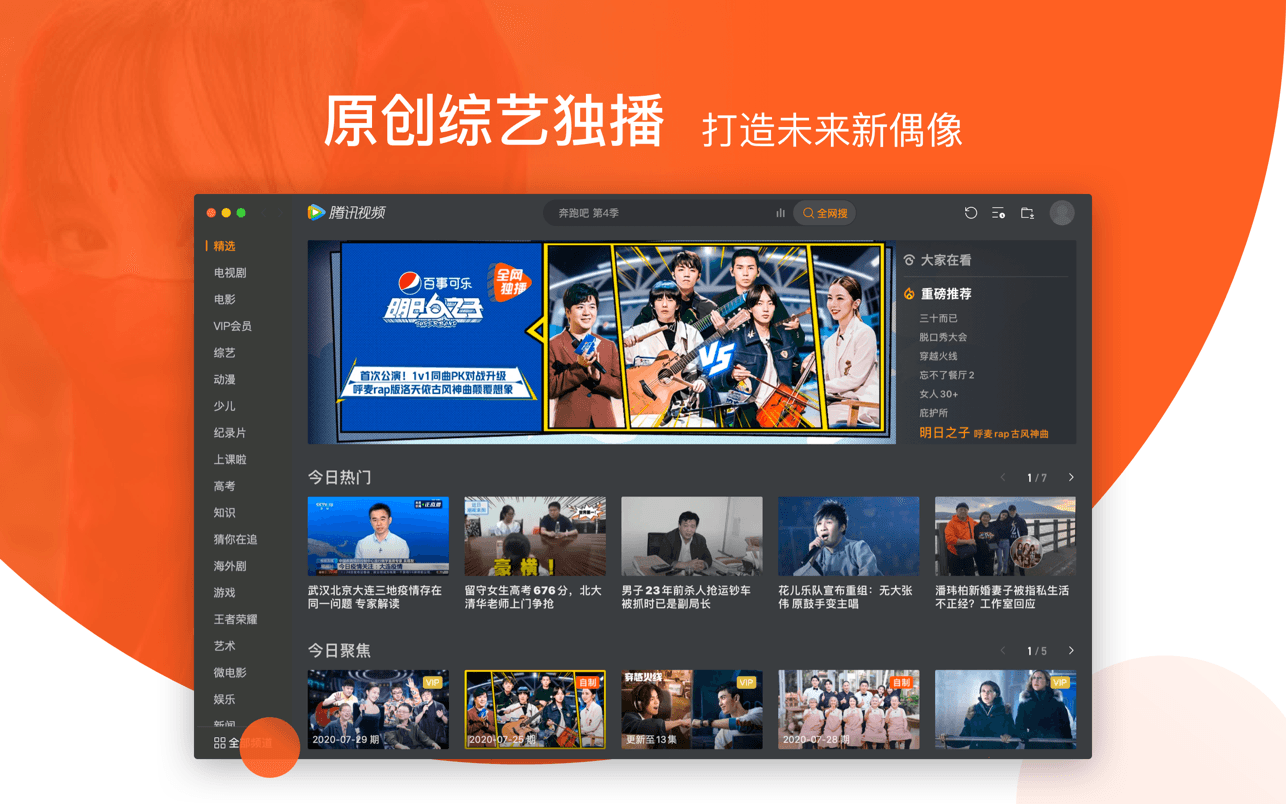 原创综艺独播 打造未来新偶像
腾讯视频
奔跑吧 第4季
全网搜
精选
电视剧
电影
VIP会员
综艺
动漫
少儿
纪录片
上课啦
高考
知识
猜你在追
海外剧
游戏
王者荣耀
艺术
微电影
娱乐
新闻
全部频道
百事可乐
明日之子
全网
独播
首次公演！1v1同曲PK对战升级
呼麦rap版洛天依古风神曲颠覆想象
VS
大家在看
重磅推荐
三十而已
脱口秀大会
穿越火线
忘不了餐厅2
女人30+
庇护所
明日之子 呼麦rap古风神曲
今日热门
1 / 7
豪横！
武汉北京大连三地疫情存在
同一问题 专家解读
留守女生高考676分，北大
清华老师上门争抢
男子23年前杀人抢运钞车
被抓时已是副局长
花儿乐队宣布重组：无大张
伟 原鼓手变主唱
潘玮柏新婚妻子被指私生活
不正经？工作室回应
今日聚焦
1 / 5
VIP
2020-07-29 期
自制
2020-07-25 期
穿越火线
VIP
更新至13集
自制
2020-07-28 期
VIP